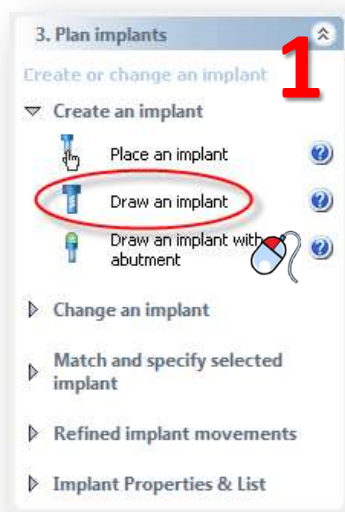 3. Plan implants
1
Create or change an implant
Create an implant
Place an implant
Draw an implant
Draw an implant with
abutment
Change an implant
Match and specify selected
implant
Refined implant movements
Implant Properties & List